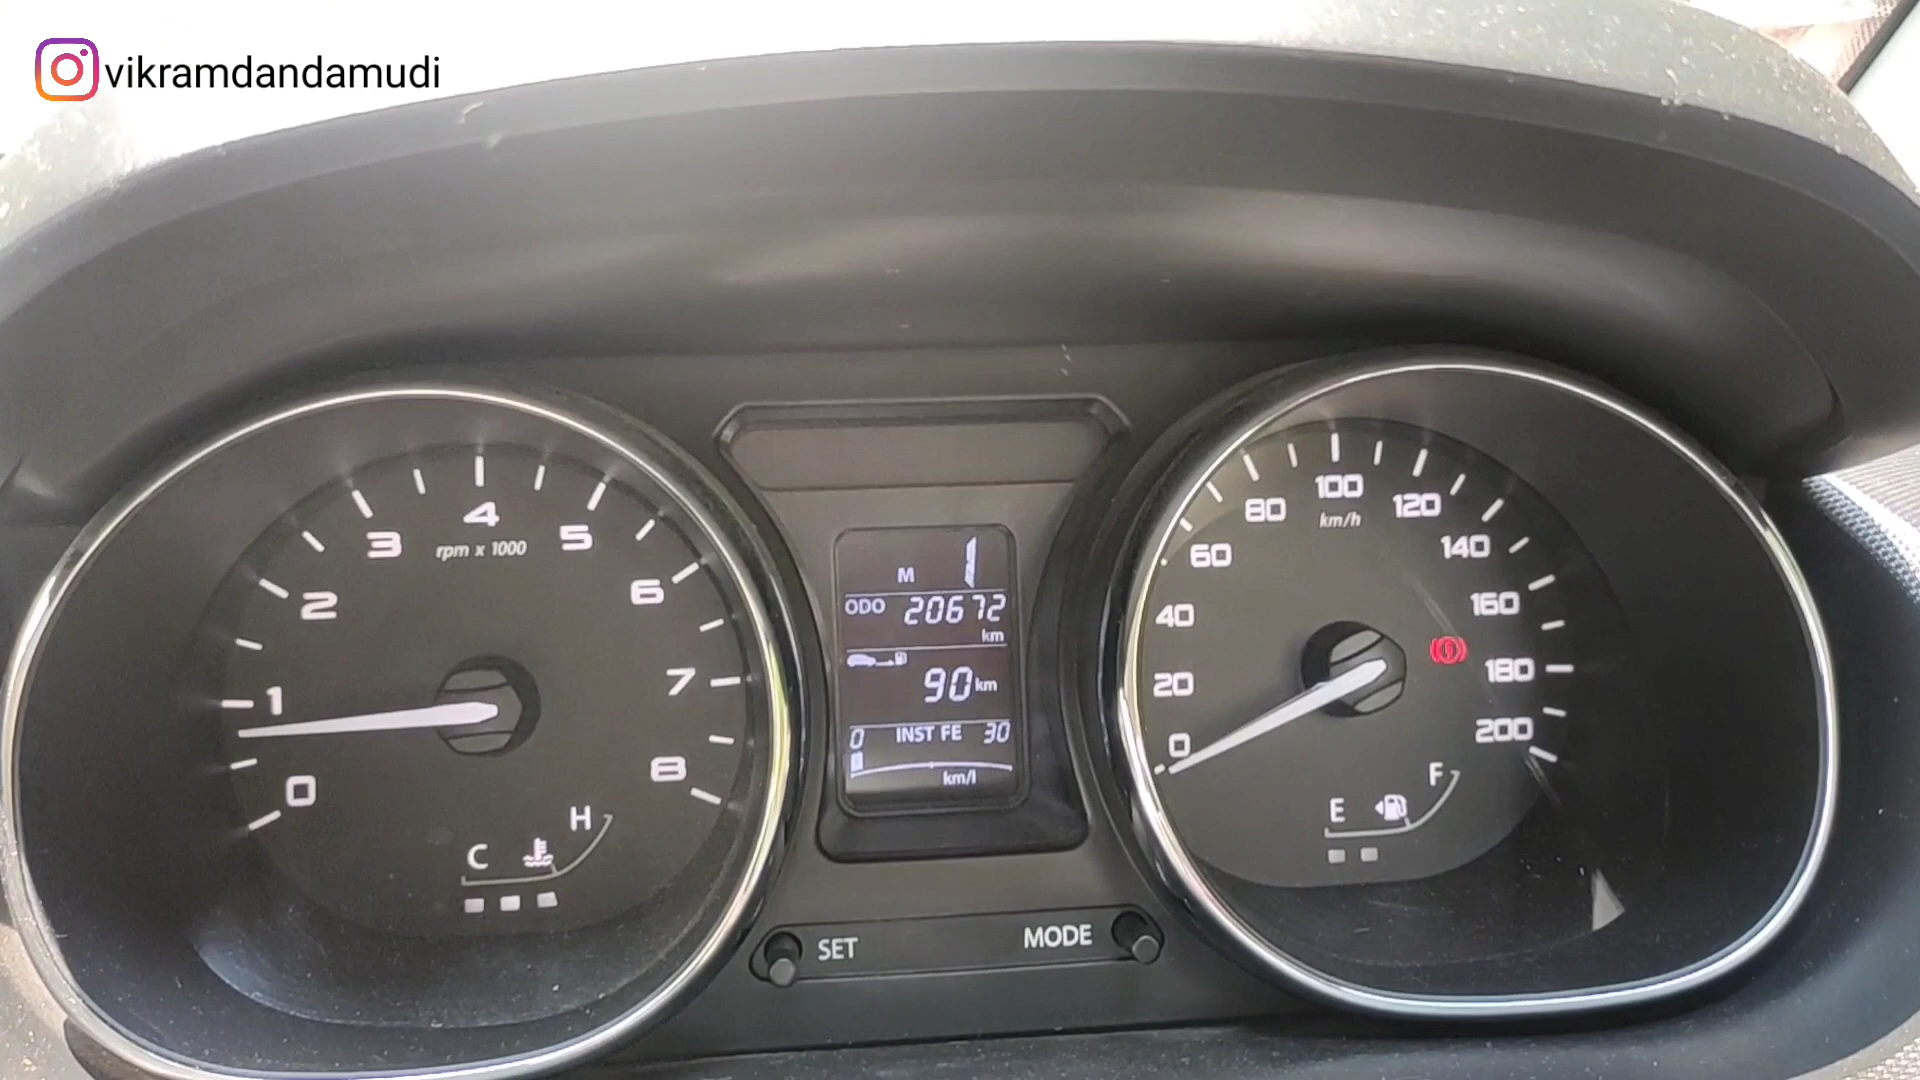 vikramdandamudi
0
1
2
3
4
5
6
7
8
rpm x 1000
C
H
M 1
ODO 20672
km
90 km
0 INST FE 30
km/l
SET
MODE
0
20
40
60
80
100
120
140
160
180
200
km/h
E
F